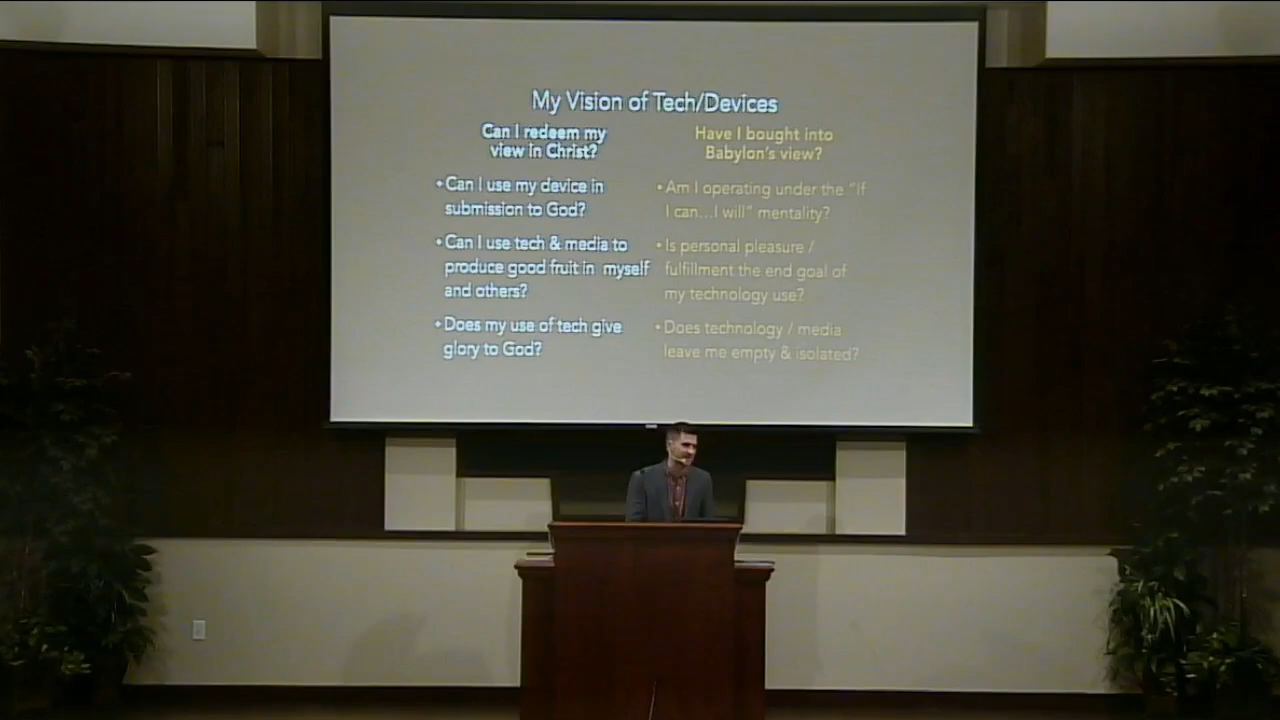 My Vision of Tech/Devices
Can I redeem my
view in Christ?
• Can I use my device in
submission to God?
• Can I use tech & media to
produce good fruit in myself
and others?
• Does my use of tech give
glory to God?
Have I bought into
Babylon's view?
• Am I operating under the "If
I can...I will" mentality?
• Is personal pleasure /
fulfillment the end goal of
my technology use?
• Does technology / media
leave me empty & isolated?